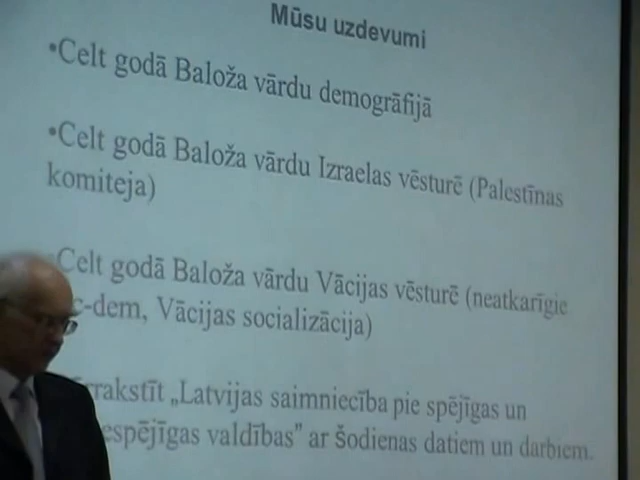 Mūsu uzdevumi
•Celt godā Baloža vārdu demogrāfijā
•Celt godā Baloža vārdu Izraelas vēsturē (Palestīnas
komiteja)
Celt godā Baloža vārdu Vācijas vēsturē (neatkarīgie
c-dem, Vācijas socializācija)
rrakstīt „Latvijas saimniecība pie spējīgas un
espējīgas valdības” ar šodienas datiem un darbiem.